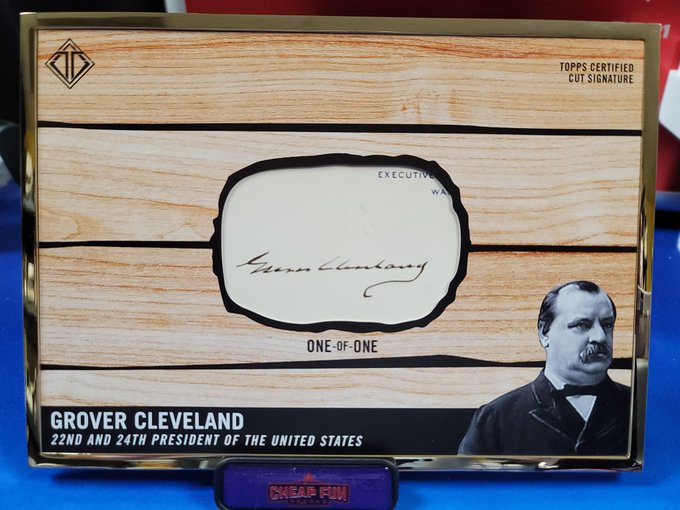 TOPPS CERTIFIED
CUT SIGNATURE
EXECUTIVE
WA
Grover Cleveland
ONE-OF-ONE
GROVER CLEVELAND
22ND AND 24TH PRESIDENT OF THE UNITED STATES
CHEAP FUN